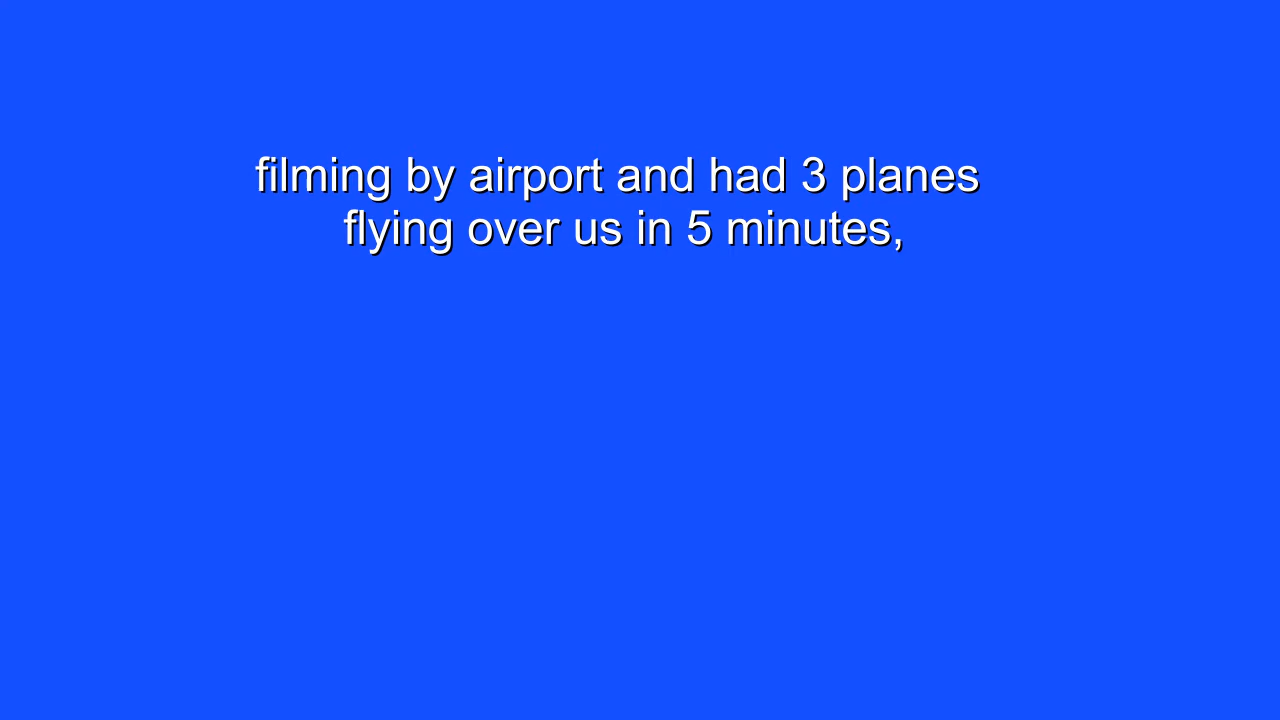 filming by airport and had 3 planes
flying over us in 5 minutes,